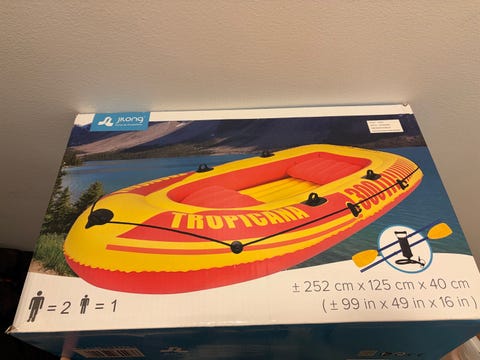 JILONG
TROPICANA
± 252 cm x 125 cm x 40 cm
(± 99 in x 49 in x 16 in)
= 2 = 1